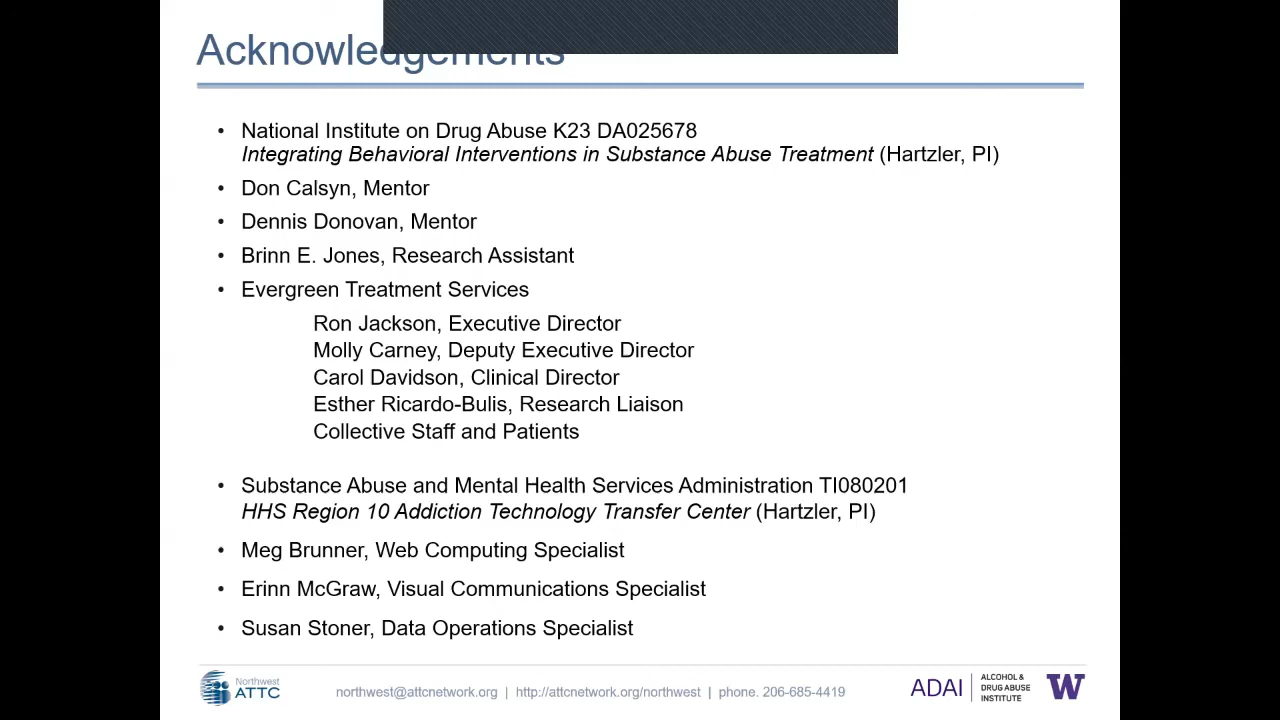 Acknowledgements
• National Institute on Drug Abuse K23 DA025678
Integrating Behavioral Interventions in Substance Abuse Treatment (Hartzler, PI)
• Don Calsyn, Mentor
• Dennis Donovan, Mentor
• Brinn E. Jones, Research Assistant
• Evergreen Treatment Services
Ron Jackson, Executive Director
Molly Carney, Deputy Executive Director
Carol Davidson, Clinical Director
Esther Ricardo-Bulis, Research Liaison
Collective Staff and Patients
• Substance Abuse and Mental Health Services Administration TI080201
HHS Region 10 Addiction Technology Transfer Center (Hartzler, PI)
• Meg Brunner, Web Computing Specialist
• Erinn McGraw, Visual Communications Specialist
• Susan Stoner, Data Operations Specialist
Northwest
ATTC
northwest@attcnetwork.org | http://attcnetwork.org/northwest | phone. 206-685-4419
ADAI
ALCOHOL &
DRUG ABUSE
INSTITUTE
W